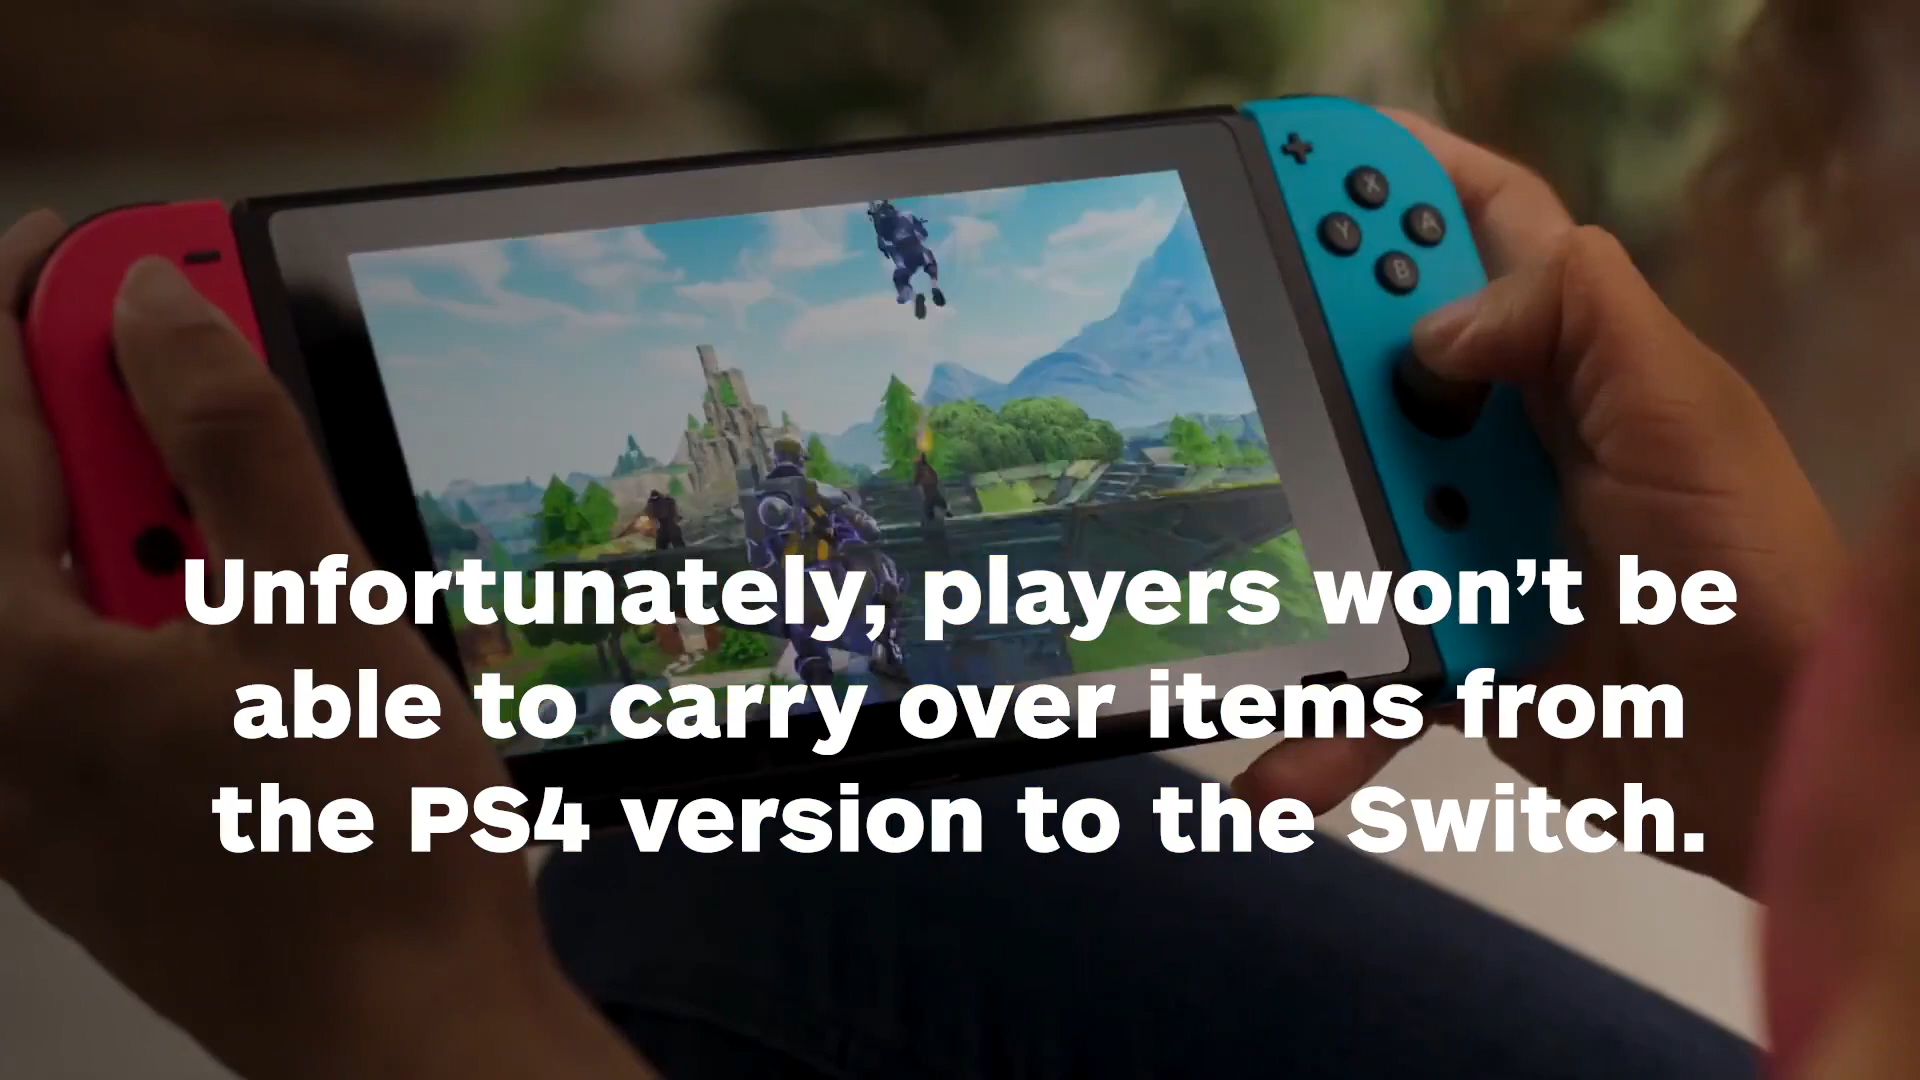 Unfortunately, players won't be
able to carry over items from
the PS4 version to the Switch.
X
Y
A
B